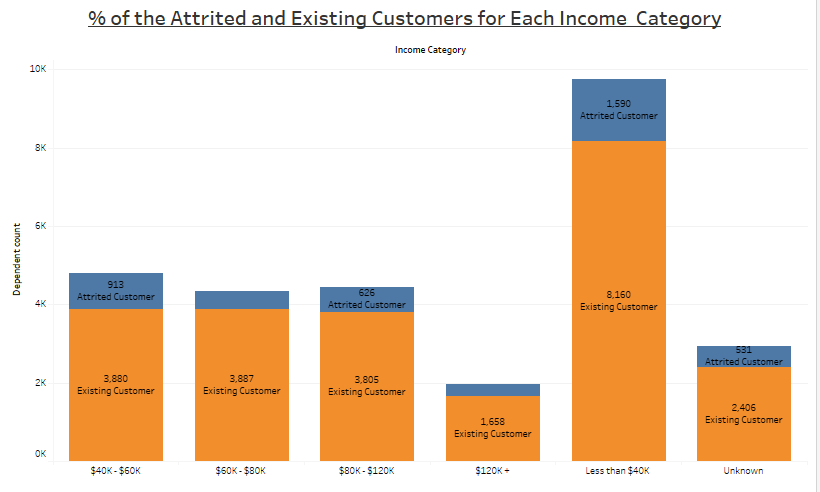 % of the Attrited and Existing Customers for Each Income Category
Income Category
10K
8K
6K
4K
2K
0K
Dependent count
913
Attrited Customer
3,880
Existing Customer
3,887
Existing Customer
626
Attrited Customer
3,805
Existing Customer
1,658
Existing Customer
1,590
Attrited Customer
8,160
Existing Customer
531
Attrited Customer
2,406
Existing Customer
$40K - $60K
$60K - $80K
$80K - $120K
$120K +
Less than $40K
Unknown